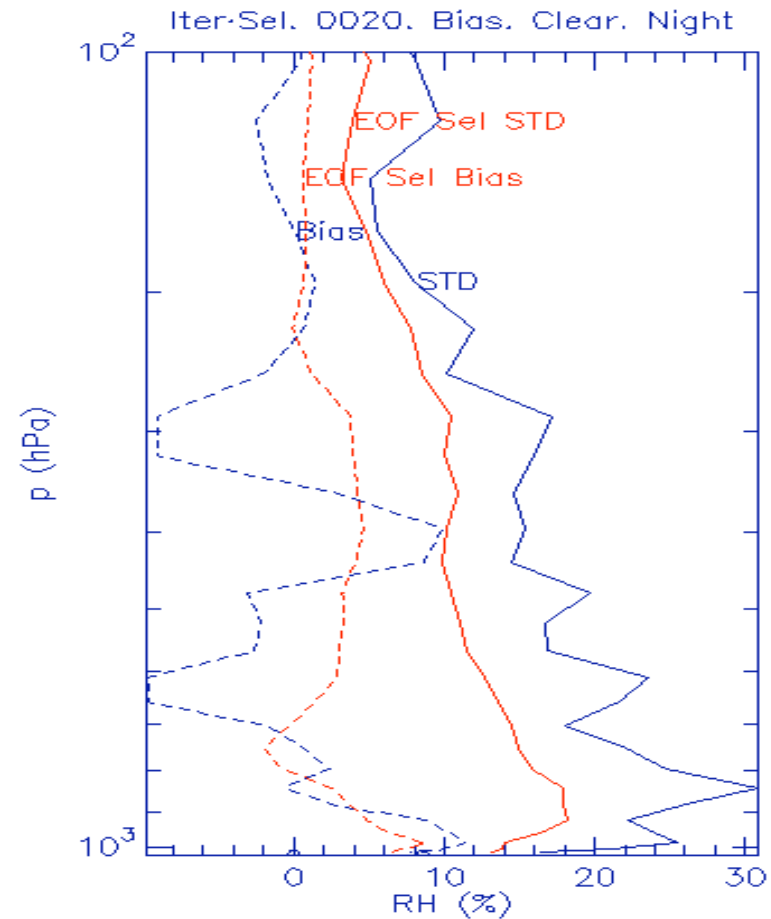 Iter-Sel. 0020. Bias. Clear. Night
10²
EOF Sel STD
EOF Sel Bias
Bias
STD
p (hPa)
10³
0 10 20 30
RH (%)